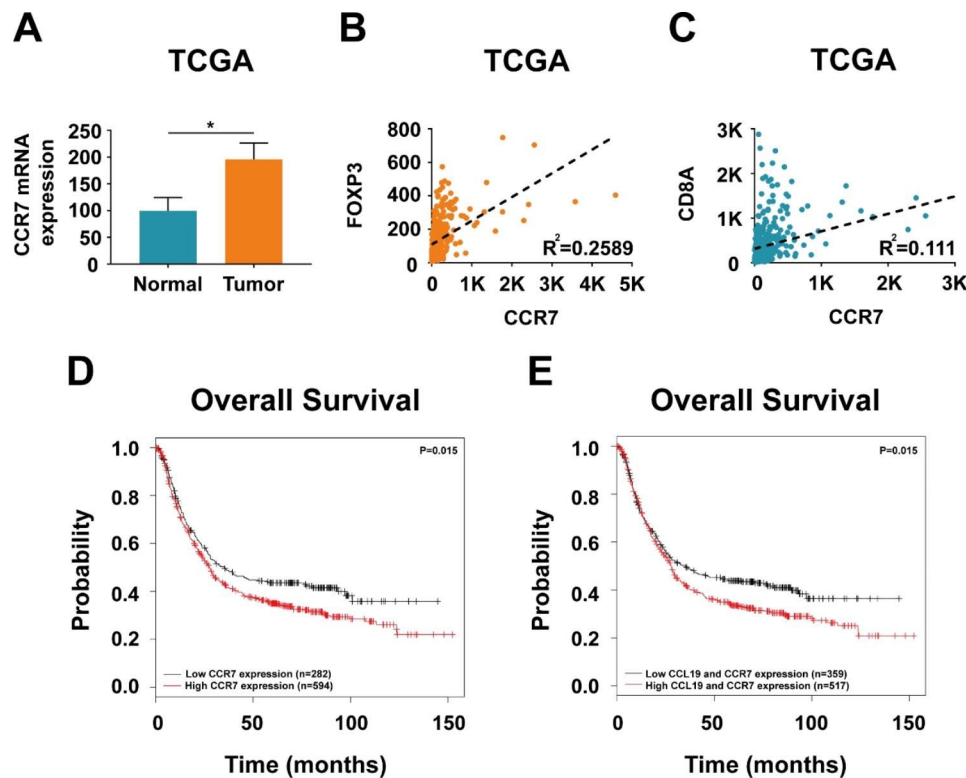 A
TCGA
CCR7 mRNA
expression
250
200
150
100
50
0
*
Normal Tumor
B
TCGA
FOXP3
800
600
400
200
0
R²=0.2589
0 1K 2K 3K 4K 5K
CCR7
C
TCGA
CD8A
3K
2K
1K
0
R²=0.111
0 1K 2K 3K
CCR7
D
Overall Survival
Probability
1.0
0.8
0.6
0.4
0.2
0.0
P=0.015
Low CCR7 expression (n=282)
High CCR7 expression (n=594)
0 50 100 150
Time (months)
E
Overall Survival
Probability
1.0
0.8
0.6
0.4
0.2
0.0
P=0.015
Low CCL19 and CCR7 expression (n=359)
High CCL19 and CCR7 expression (n=517)
0 50 100 150
Time (months)